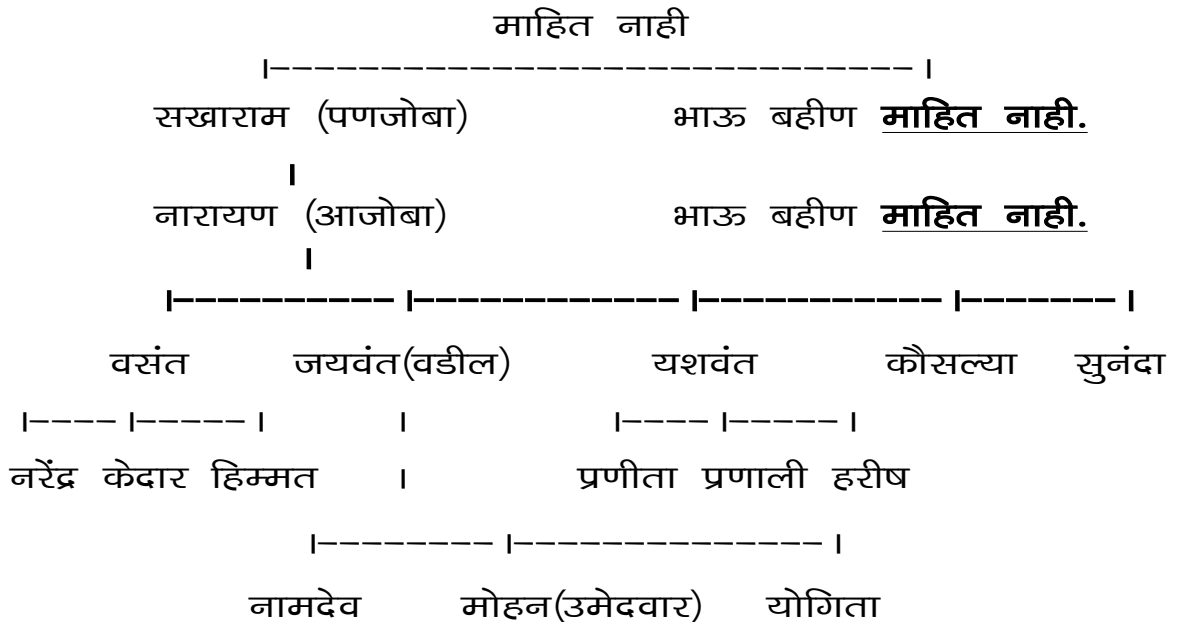 माहित नाही
|----------------------------- |
सखाराम (पणजोबा) भाऊ बहीण माहित नाही.
|
नारायण (आजोबा) भाऊ बहीण माहित नाही.
|
|---------- |------------ |----------- |------- |
वसंत जयवंत(वडील) यशवंत कौसल्या सुनंदा
|---- |----- | | |---- |----- |
नरेंद्र केदार हिम्मत | प्रणीता प्रणाली हरीष
|-------- |-------------- |
नामदेव मोहन(उमेदवार) योगिता